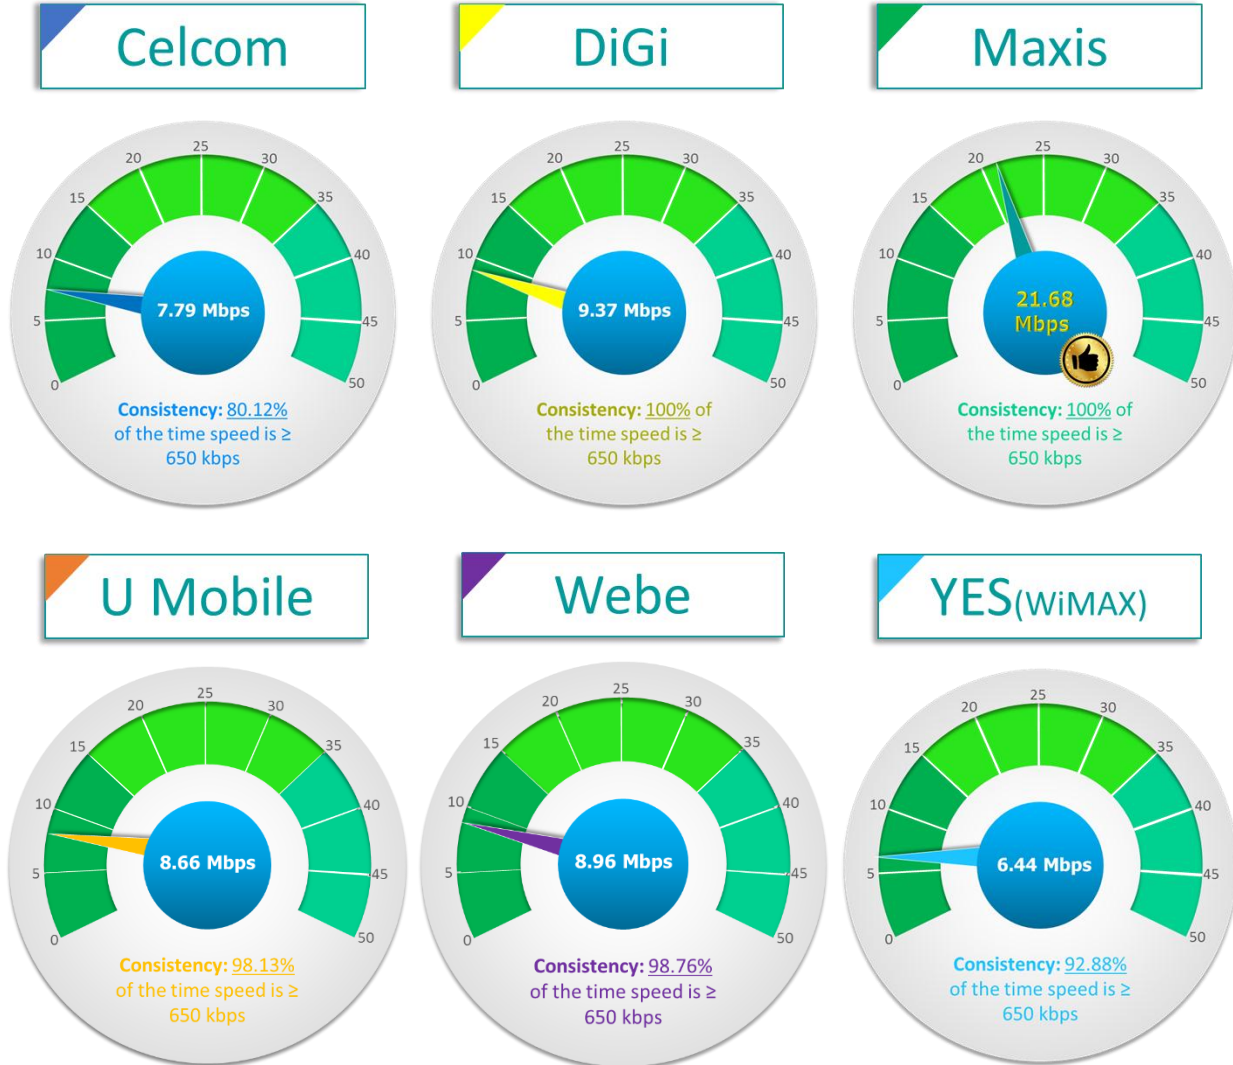 Celcom
0
5
10
15
20
25
30
35
40
45
50
7.79 Mbps
Consistency: 80.12%
of the time speed is ≥
650 kbps
DiGi
0
5
10
15
20
25
30
35
40
45
50
9.37 Mbps
Consistency: 100% of
the time speed is ≥
650 kbps
Maxis
0
5
10
15
20
25
30
35
40
45
50
21.68
Mbps
Consistency: 100% of
the time speed is ≥
650 kbps
U Mobile
0
5
10
15
20
25
30
35
40
45
50
8.66 Mbps
Consistency: 98.13%
of the time speed is ≥
650 kbps
Webe
0
5
10
15
20
25
30
35
40
45
50
8.96 Mbps
Consistency: 98.76%
of the time speed is ≥
650 kbps
YES(WiMAX)
0
5
10
15
20
25
30
35
40
45
50
6.44 Mbps
Consistency: 92.88%
of the time speed is ≥
650 kbps